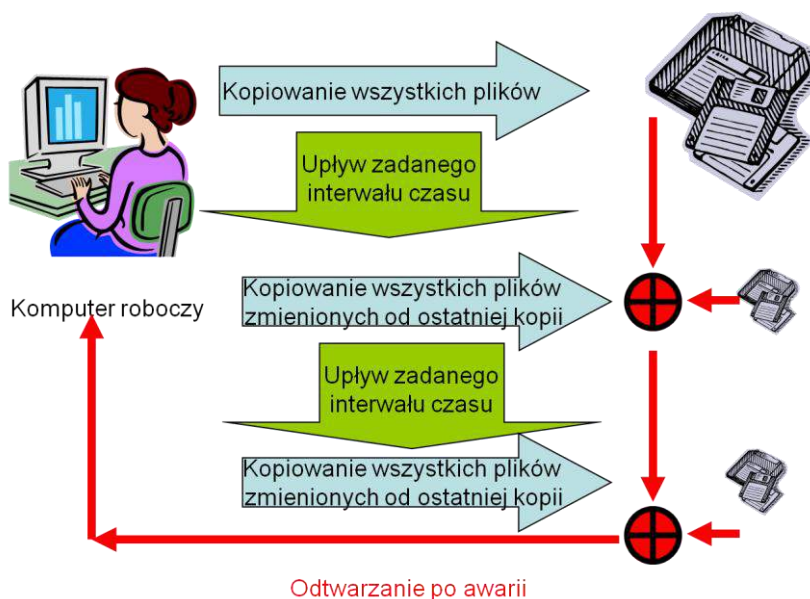 Kopiowanie wszystkich plików
Upływ zadanego
interwału czasu
Komputer roboczy
Kopiowanie wszystkich plików
zmienionych od ostatniej kopii
Upływ zadanego
interwału czasu
Kopiowanie wszystkich plików
zmienionych od ostatniej kopii
Odtwarzanie po awarii